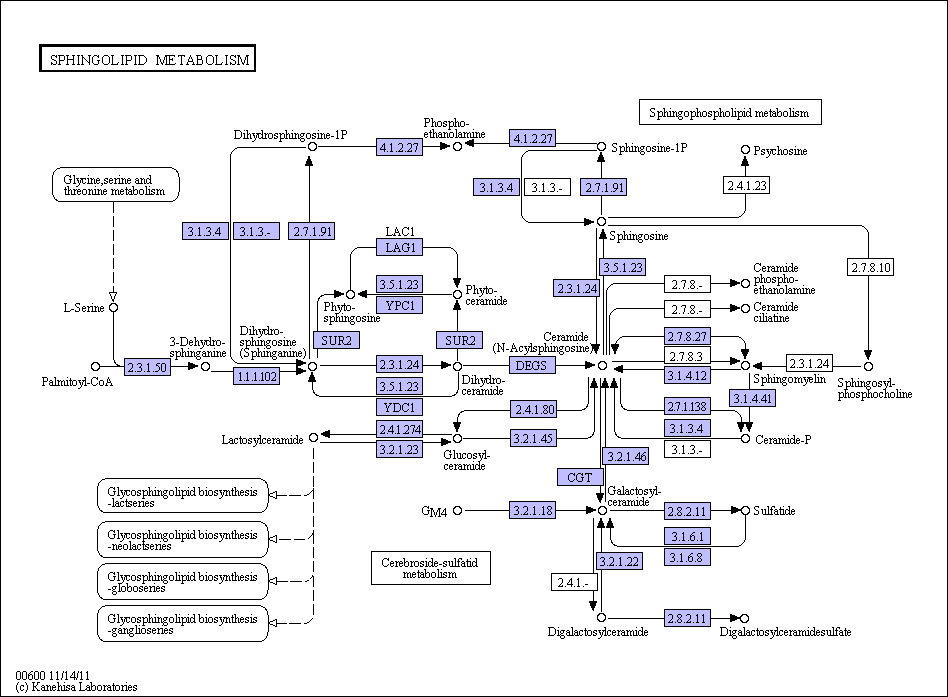 SPHINGOLIPID METABOLISM
Sphingophospholipid metabolism
Dihydrosphingosine-1P
Phospho-
ethanolamine
4.1.2.27
4.1.2.27
Sphingosine-1P
Psychosine
Glycine,serine and
threonine metabolism
3.1.3.4
3.1.3.-
2.7.1.91
2.4.1.23
3.1.3.4
3.1.3.-
2.7.1.91
Sphingosine
LAC1
LAG1
3.5.1.23
2.7.8.10
2.3.1.24
Ceramide
phospho-
ethanolamine
2.7.8.-
3.5.1.23
YPC1
Phyto-
sphingosine
Phyto-
ceramide
L-Serine
2.7.8.-
Ceramide
ciliatine
3-Dehydro-
sphinganine
Dihydro-
sphingosine
(Sphinganine)
SUR2
SUR2
Ceramide
(N-Acylsphingosine)
2.7.8.27
2.7.8.3
3.1.4.12
2.3.1.24
Palmitoyl-CoA
2.3.1.50
1.1.1.102
2.3.1.24
3.5.1.23
YDC1
Dihydro-
ceramide
DEGS
Sphingomyelin
Sphingosyl-
phosphocholine
3.1.4.41
2.4.1.80
2.7.1.138
3.1.3.4
3.1.3.-
Ceramide-P
Lactosylceramide
2.4.1.274
3.2.1.23
Glucosyl-
ceramide
3.2.1.45
3.2.1.46
CGT
Galactosyl-
ceramide
Glycosphingolipid biosynthesis
-lactseries
GM4
3.2.1.18
2.8.2.11
Sulfatide
3.1.6.1
3.1.6.8
Glycosphingolipid biosynthesis
-neolactseries
Cerebroside-sulfatid
metabolism
3.2.1.22
2.4.1.-
Glycosphingolipid biosynthesis
-globoseries
Glycosphingolipid biosynthesis
-ganglioseries
2.8.2.11
Digalactosylceramide
Digalactosylceramidesulfate
00600 11/14/11
(c) Kanehisa Laboratories